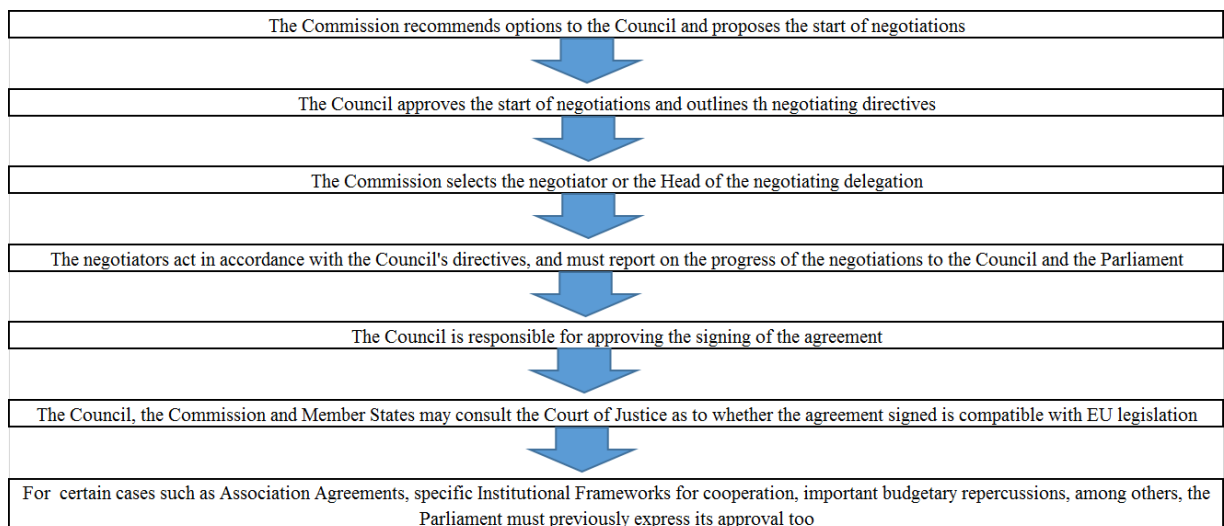 The Commission recommends options to the Council and proposes the start of negotiations
The Council approves the start of negotiations and outlines th negotiating directives
The Commission selects the negotiator or the Head of the negotiating delegation
The negotiators act in accordance with the Council's directives, and must report on the progress of the negotiations to the Council and the Parliament
The Council is responsible for approving the signing of the agreement
The Council, the Commission and Member States may consult the Court of Justice as to whether the agreement signed is compatible with EU legislation
For certain cases such as Association Agreements, specific Institutional Frameworks for cooperation, important budgetary repercussions, among others, the
Parliament must previously express its approval too